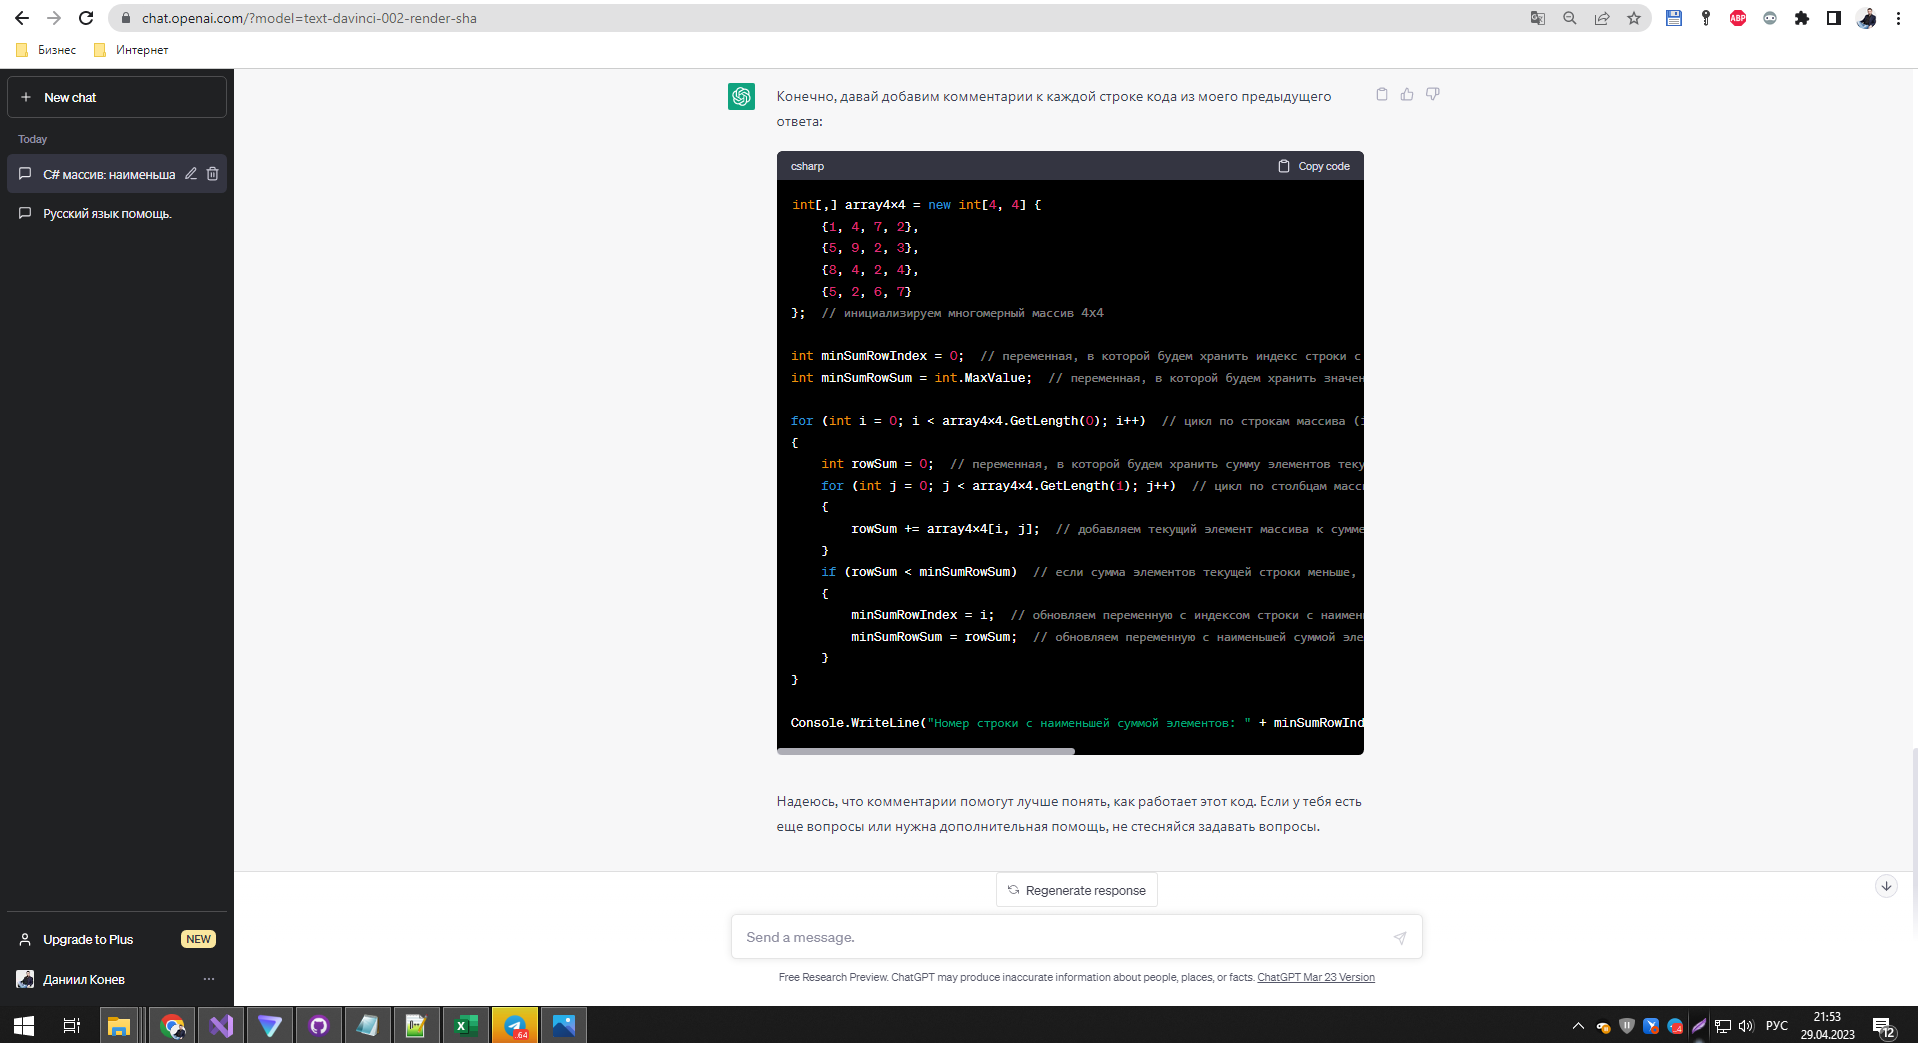 chat.openai.com/?model=text-davinci-002-render-sha
ABP
Бизнес
Интернет
New chat
Today
C# массив: наименьша
Русский язык помощь.
Конечно, давай добавим комментарии к каждой строке кода из моего предыдущего
ответа:
csharp
Copy code
int[,] array4x4 = new int[4, 4] {
{1, 4, 7, 2},
{5, 9, 2, 3},
{8, 4, 2, 4},
{5, 2, 6, 7}
}; // инициализируем многомерный массив 4x4
int minSumRowIndex = 0; // переменная, в которой будем хранить индекс строки с
int minSumRowSum = int.MaxValue; // переменная, в которой будем хранить значен
for (int i = 0; i < array4x4.GetLength(0); i++) // цикл по строкам массива (i
{
int rowSum = 0; // переменная, в которой будем хранить сумму элементов теку
for (int j = 0; j < array4x4.GetLength(1); j++) // цикл по столбцам масс
{
rowSum += array4x4[i, j]; // добавляем текущий элемент массива к сумме
}
if (rowSum < minSumRowSum) // если сумма элементов текущей строки меньше,
{
minSumRowIndex = i; // обновляем переменную с индексом строки с наимен
minSumRowSum = rowSum; // обновляем переменную с наименьшей суммой эле
}
}
Console.WriteLine("Номер строки с наименьшей суммой элементов: " + minSumRowInd
Надеюсь, что комментарии помогут лучше понять, как работает этот код. Если у тебя есть
еще вопросы или нужна дополнительная помощь, не стесняйся задавать вопросы.
Regenerate response
Send a message.
Free Research Preview. ChatGPT may produce inaccurate information about people, places, or facts. ChatGPT Mar 23 Version
Upgrade to Plus
NEW
Даниил Конев
РУС
21:53
29.04.2023
12